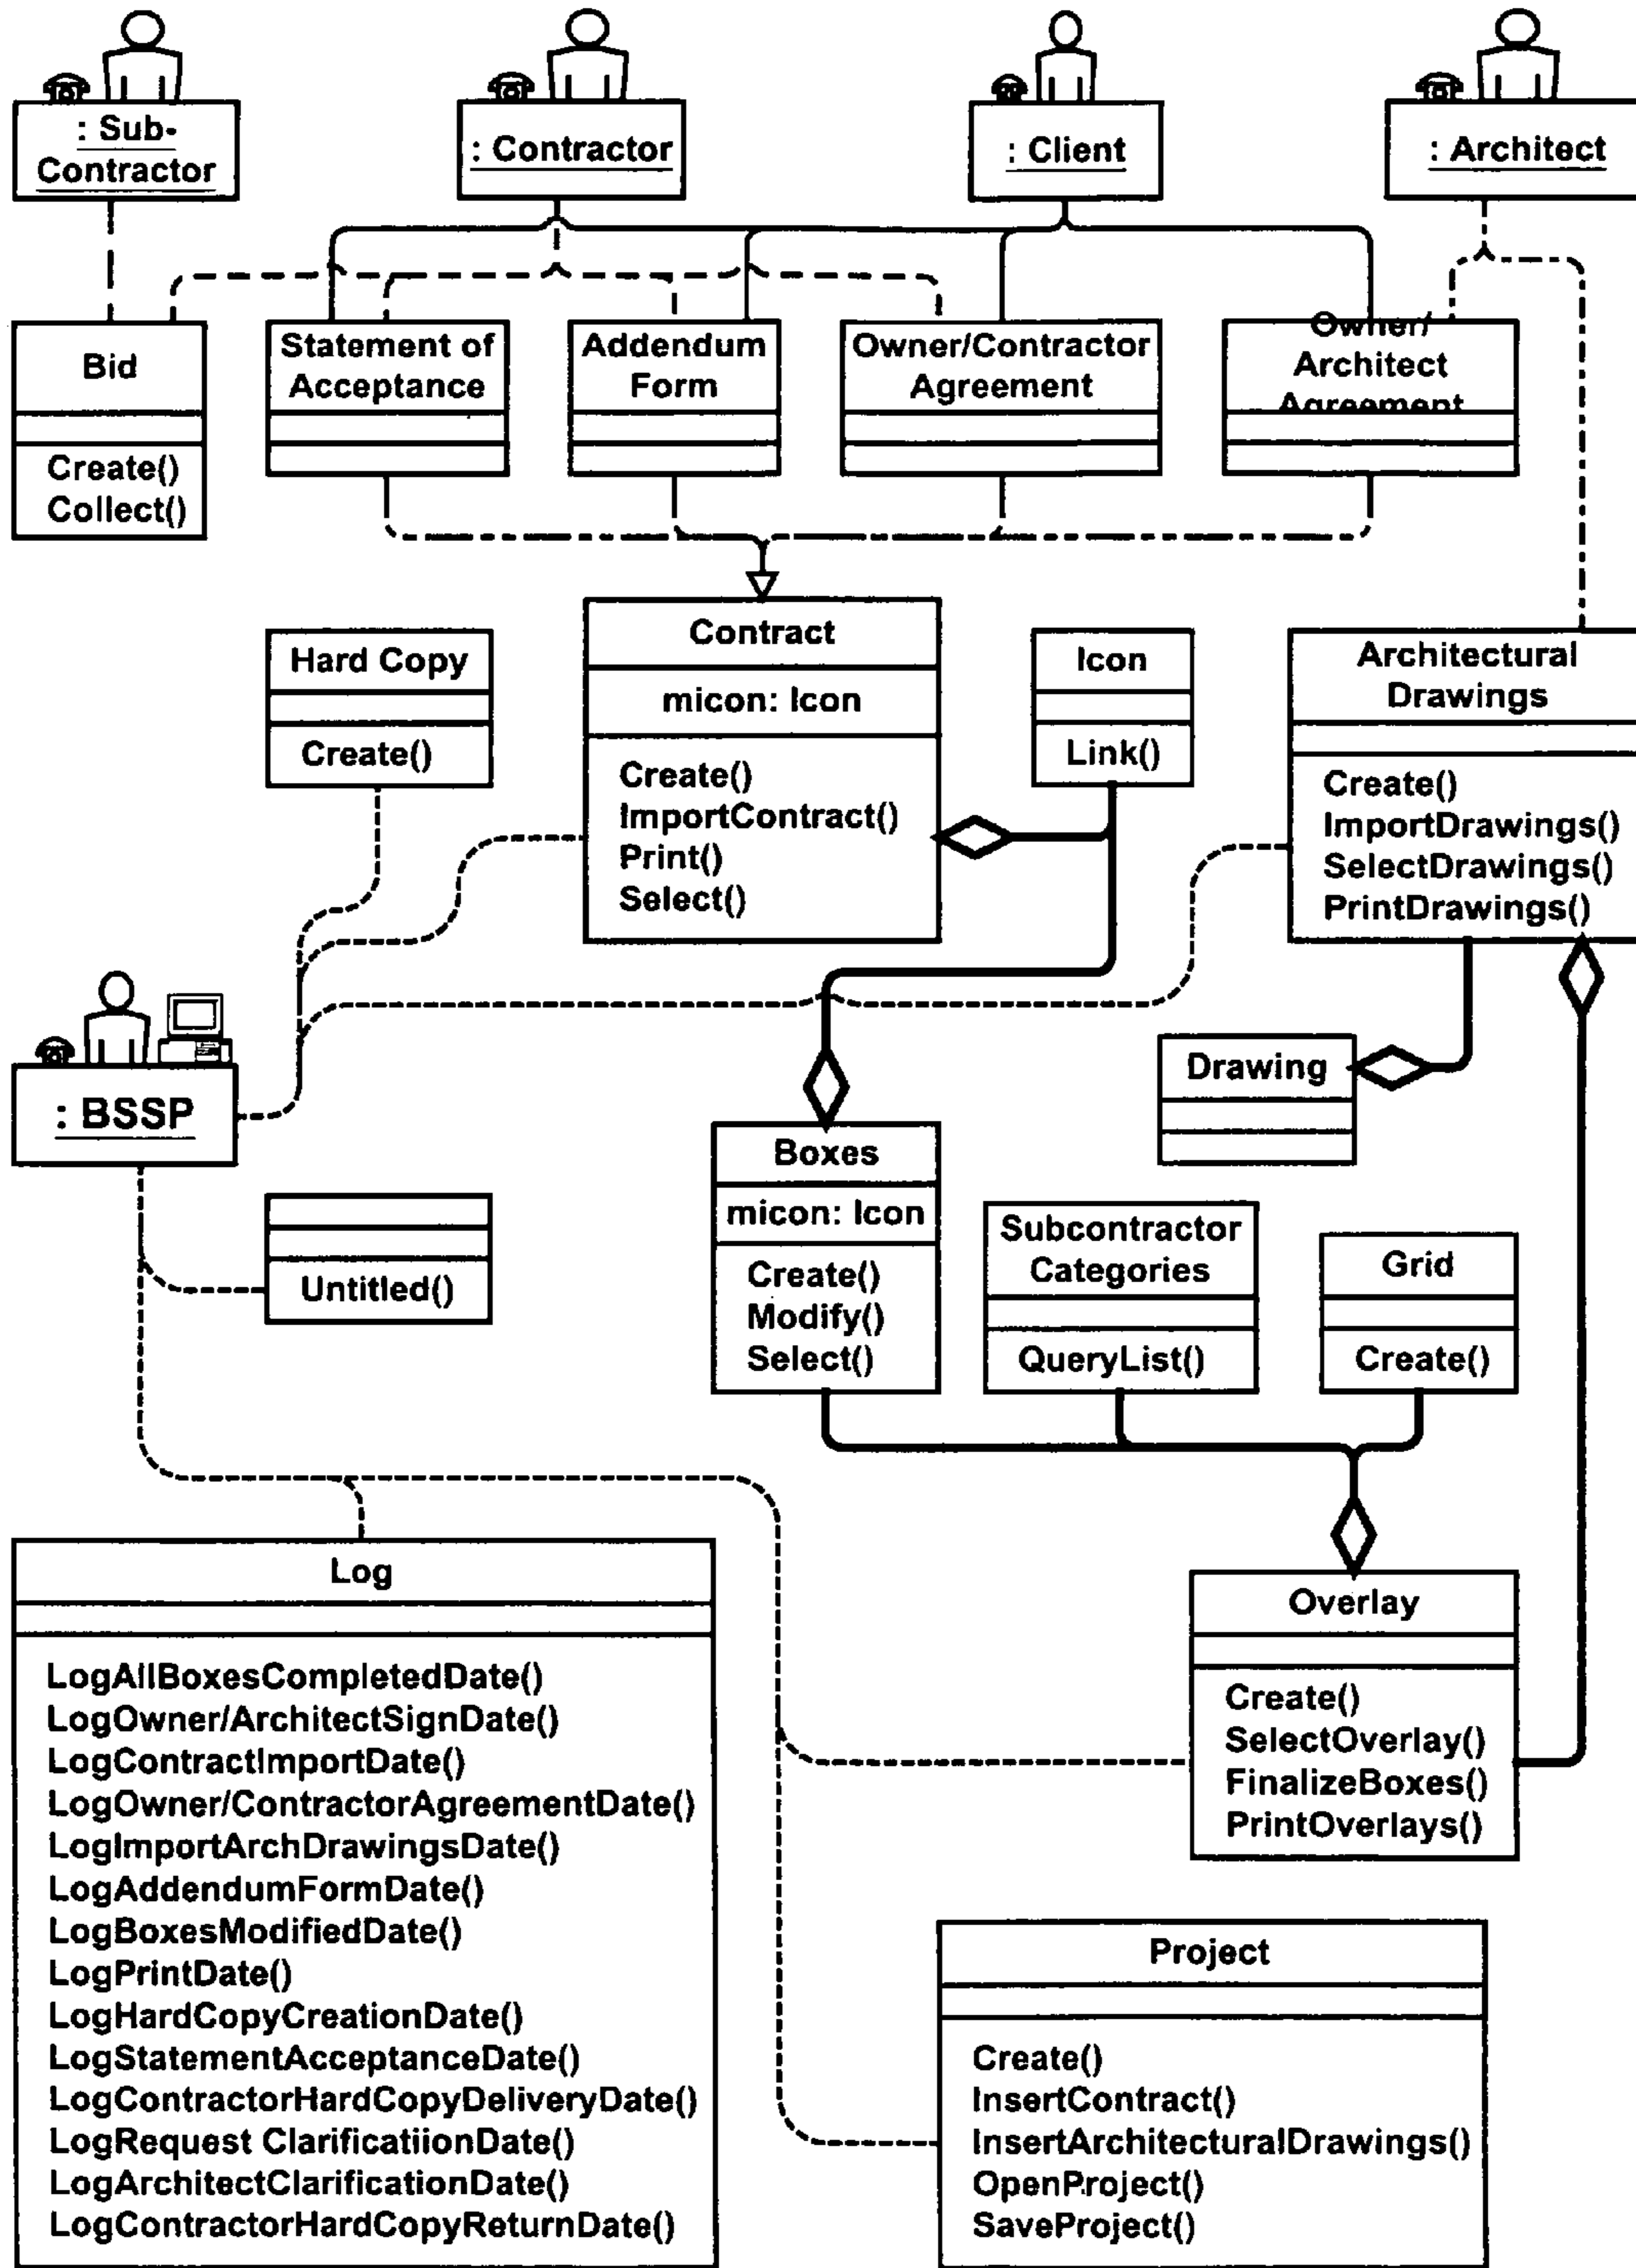 : Sub-
Contractor
: Contractor
: Client
: Architect
Bid
Create()
Collect()
Statement of
Acceptance
Addendum
Form
Owner/Contractor
Agreement
Owner/
Architect
Agreement
Hard Copy
Create()
Contract
micon: Icon
Create()
ImportContract()
Print()
Select()
Icon
Link()
Architectural
Drawings
Create()
ImportDrawings()
SelectDrawings()
PrintDrawings()
: BSSP
Drawing
Untitled()
Boxes
micon: Icon
Create()
Modify()
Select()
Subcontractor
Categories
QueryList()
Grid
Create()
Log
LogAllBoxesCompletedDate()
LogOwner/ArchitectSignDate()
LogContractImportDate()
LogOwner/ContractorAgreementDate()
LogImportArchDrawingsDate()
LogAddendumFormDate()
LogBoxesModifiedDate()
LogPrintDate()
LogHardCopyCreationDate()
LogStatementAcceptanceDate()
LogContractorHardCopyDeliveryDate()
LogRequest ClarificatiionDate()
LogArchitectClarificationDate()
LogContractorHardCopyReturnDate()
Overlay
Create()
SelectOverlay()
FinalizeBoxes()
PrintOverlays()
Project
Create()
InsertContract()
InsertArchitecturalDrawings()
OpenProject()
SaveProject()